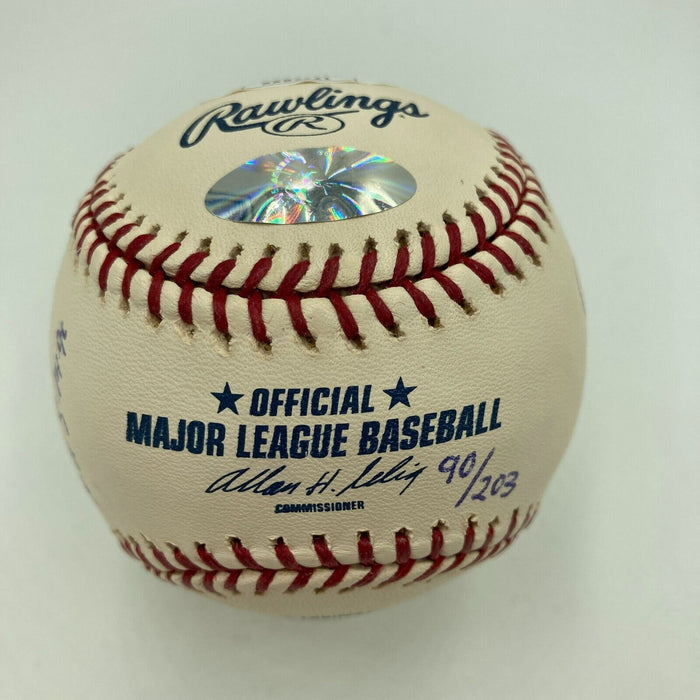 Rawlings
R
★ OFFICIAL ★
MAJOR LEAGUE BASEBALL
Allan H. Selig 90/203
COMMISSIONER